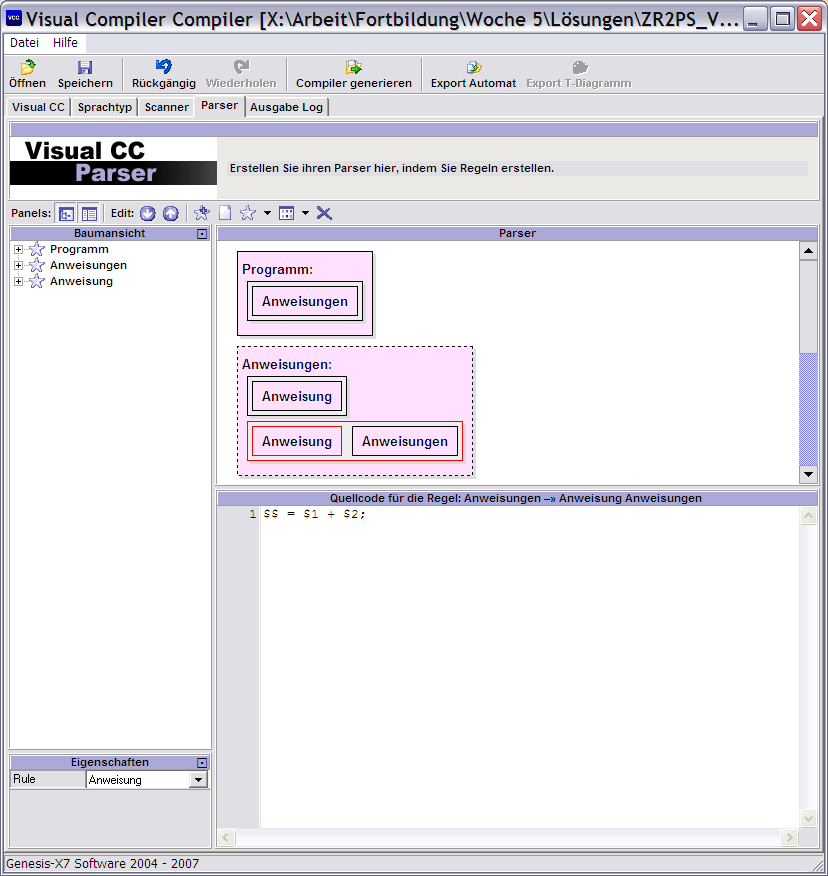 Visual Compiler Compiler [X:\Arbeit\Fortbildung\Woche 5\Lösungen\ZR2PS_V...
Datei Hilfe
Öffnen Speichern Rückgängig Wiederholen Compiler generieren Export Automat Export T-Diagramm
Visual CC Sprachtyp Scanner Parser Ausgabe Log
Visual CC
Parser
Erstellen Sie ihren Parser hier, indem Sie Regeln erstellen.
Panels: Edit:
Baumansicht
Programm
Anweisungen
Anweisung
Parser
Programm:
Anweisungen
Anweisungen:
Anweisung
Anweisung Anweisungen
Quellcode für die Regel: Anweisungen –» Anweisung Anweisungen
1 $$ = $1 + $2;
Eigenschaften
Rule Anweisung
Genesis-X7 Software 2004 - 2007